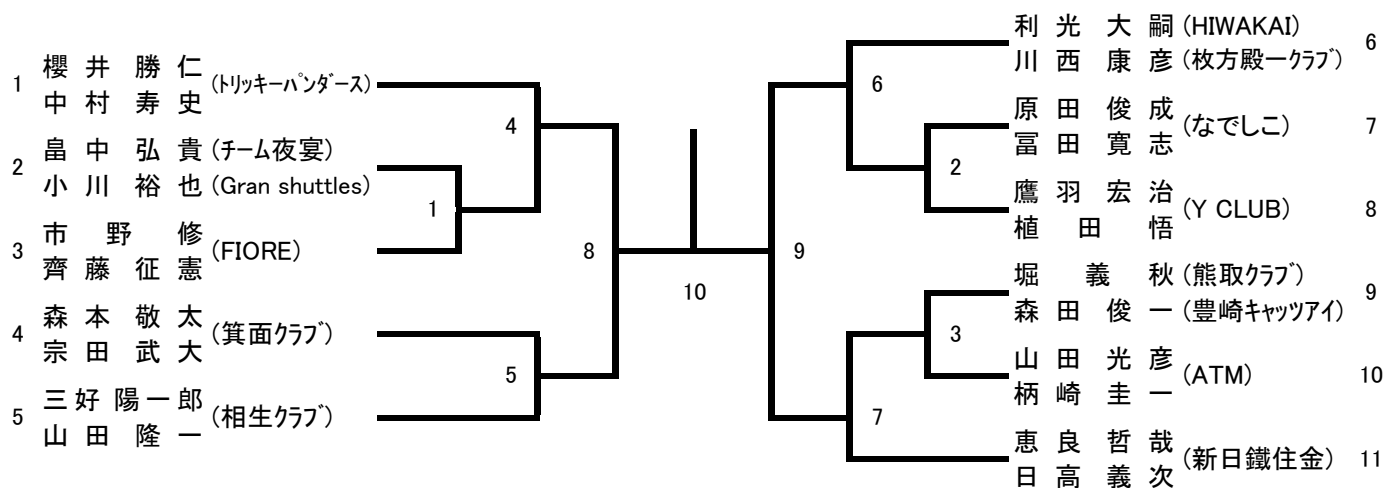 1 櫻井勝仁 (トリッキーパンダース)
中村寿史
2 畠中弘貴 (チーム夜宴)
小川裕也 (Gran shuttles)
3 市野修 (FIORE)
齊藤征憲
4 森本敬太 (箕面クラブ)
宗田武大
5 三好陽一郎 (相生クラブ)
山田隆一
4
1
8
5
10
6
2
9
3
7
利光大嗣 (HIWAKAI) 6
川西康彦 (枚方殿一クラブ)
原田俊成 (なでしこ) 7
冨田寛志
鷹羽宏治 (Y CLUB) 8
植田悟
堀義秋 (熊取クラブ) 9
森田俊一 (豊崎キャッツアイ)
山田光彦 (ATM) 10
柄崎圭一
恵良哲哉 (新日鐵住金) 11
日高義次